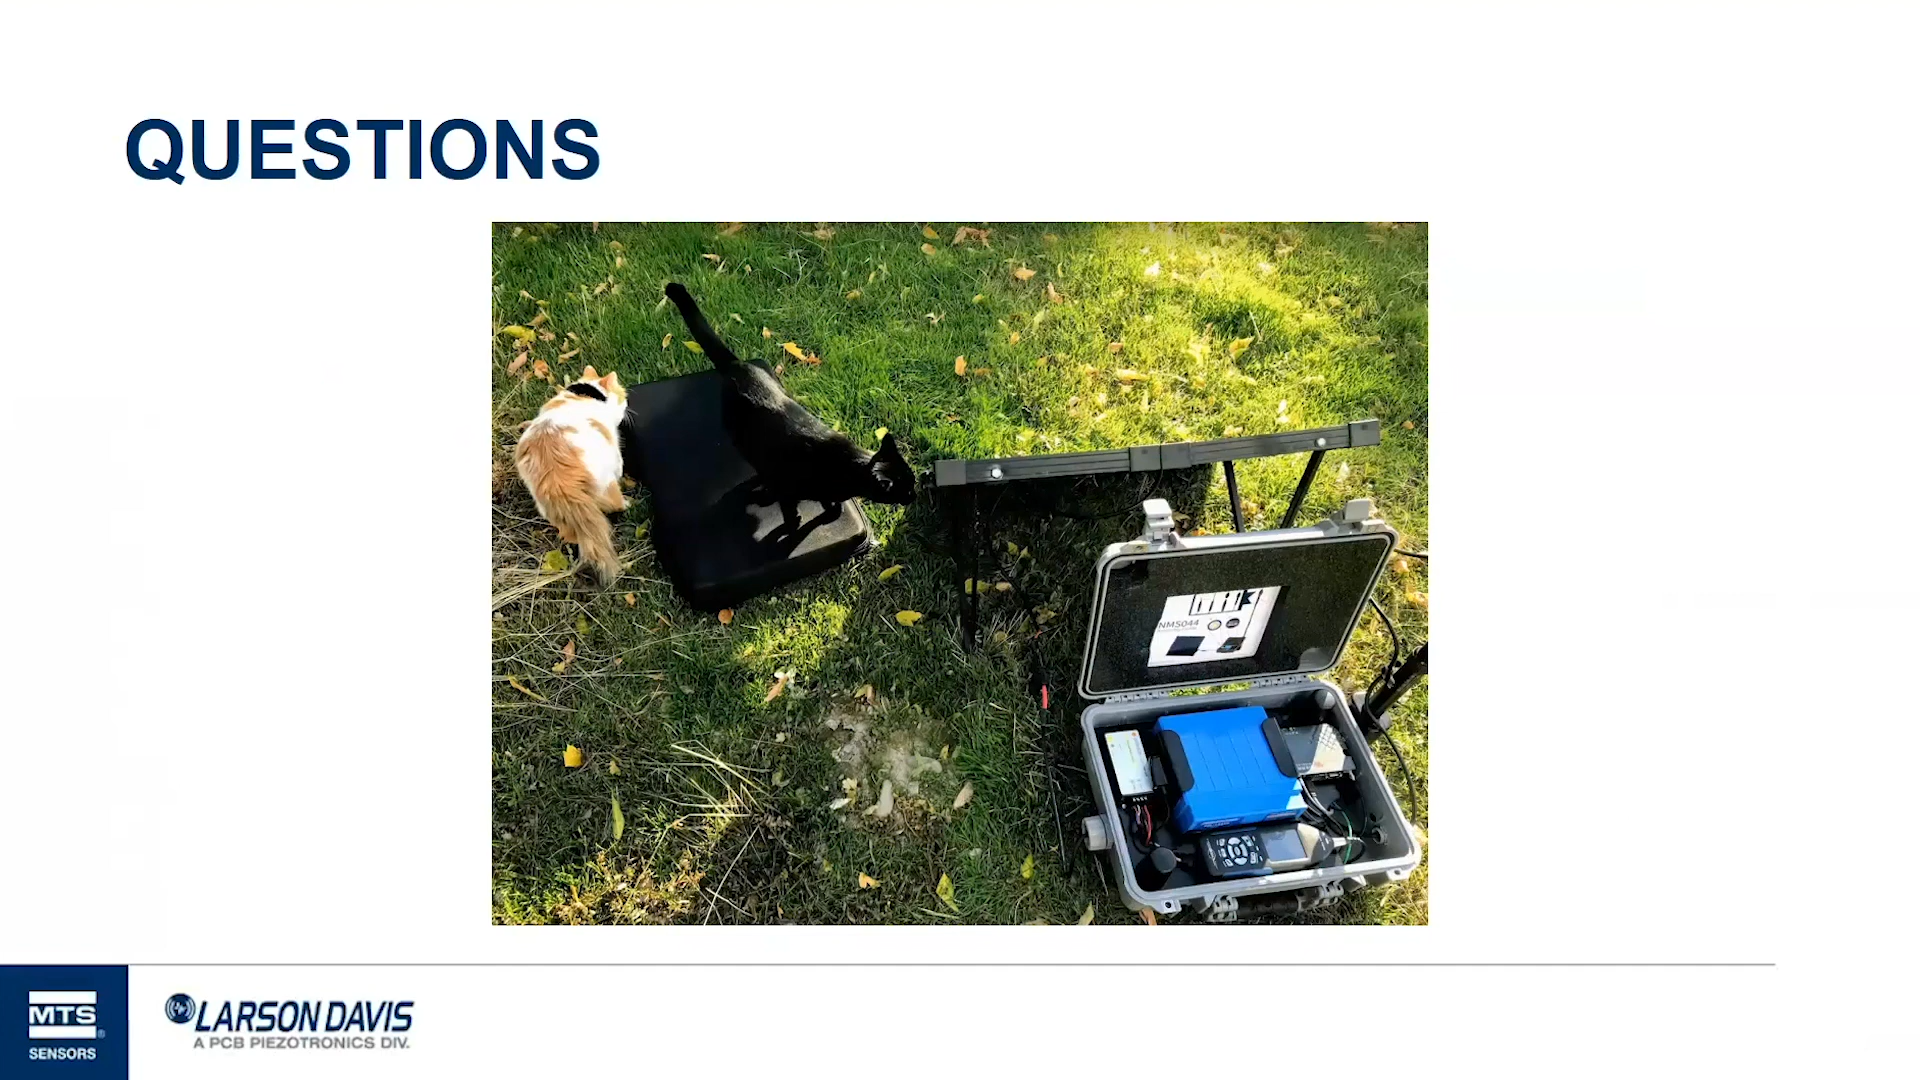 QUESTIONS
NMS044
MTS
SENSORS
LARSON DAVIS
A PCB PIEZOTRONICS DIV.